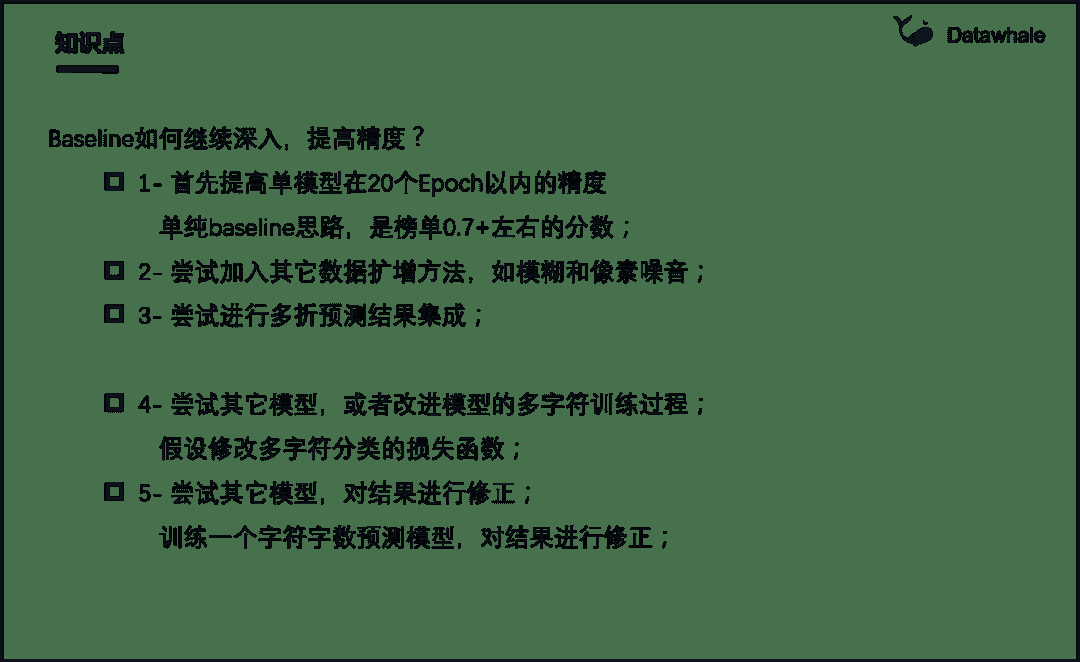 知识点
Datawhale
Baseline如何继续深入，提高精度？
1- 首先提高单模型在20个Epoch以内的精度
单纯baseline思路，是榜单0.7+左右的分数；
2- 尝试加入其它数据扩增方法，如模糊和像素噪音；
3- 尝试进行多折预测结果集成；
4- 尝试其它模型，或者改进模型的多字符训练过程；
假设修改多字符分类的损失函数；
5- 尝试其它模型，对结果进行修正；
训练一个字符字数预测模型，对结果进行修正；